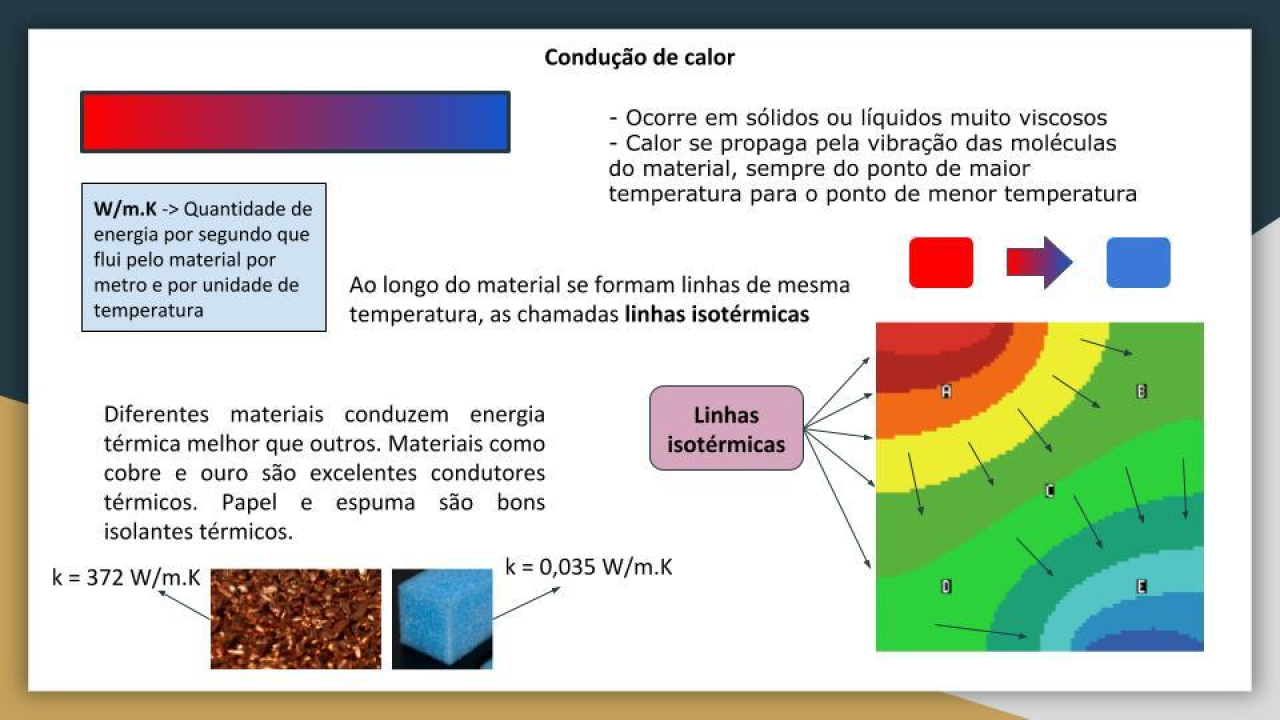 Condução de calor
- Ocorre em sólidos ou líquidos muito viscosos
- Calor se propaga pela vibração das moléculas
do material, sempre do ponto de maior
temperatura para o ponto de menor temperatura
W/m.K -> Quantidade de
energia por segundo que
flui pelo material por
metro e por unidade de
temperatura
Ao longo do material se formam linhas de mesma
temperatura, as chamadas linhas isotérmicas
Linhas
isotérmicas
A
B
C
D
E
Diferentes materiais conduzem energia
térmica melhor que outros. Materiais como
cobre e ouro são excelentes condutores
térmicos. Papel e espuma são bons
isolantes térmicos.
k = 372 W/m.K
k = 0,035 W/m.K